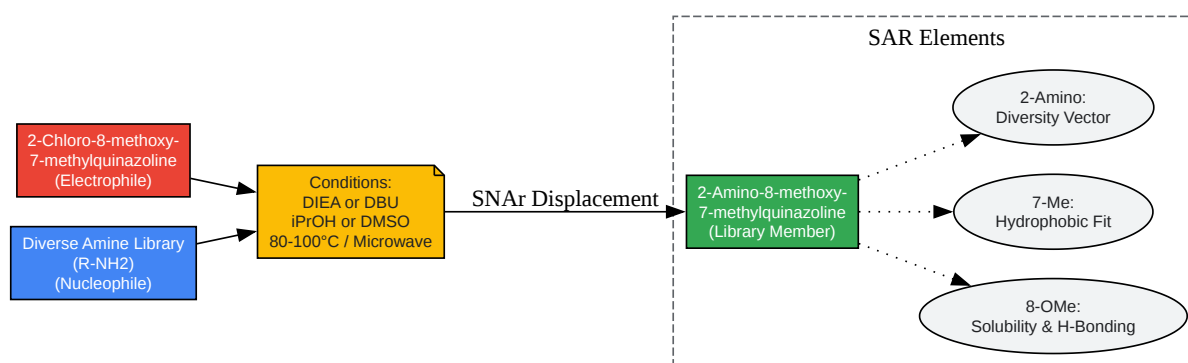 SAR Elements
2-Chloro-8-methoxy-
7-methylquinazoline
(Electrophile)
Diverse Amine Library
(R-NH2)
(Nucleophile)
Conditions:
DIEA or DBU
iPrOH or DMSO
80-100°C / Microwave
SNAr Displacement
2-Amino-8-methoxy-
7-methylquinazoline
(Library Member)
2-Amino:
Diversity Vector
7-Me:
Hydrophobic Fit
8-OMe:
Solubility & H-Bonding